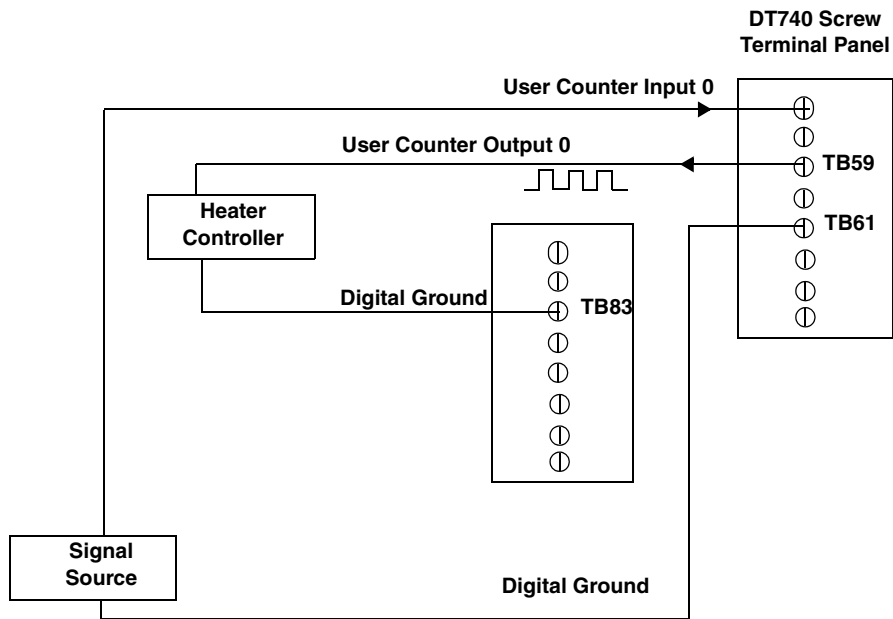 DT740 Screw
Terminal Panel
User Counter Input 0
User Counter Output 0
TB59
Heater
Controller
TB61
Digital Ground
TB83
Signal
Source
Digital Ground